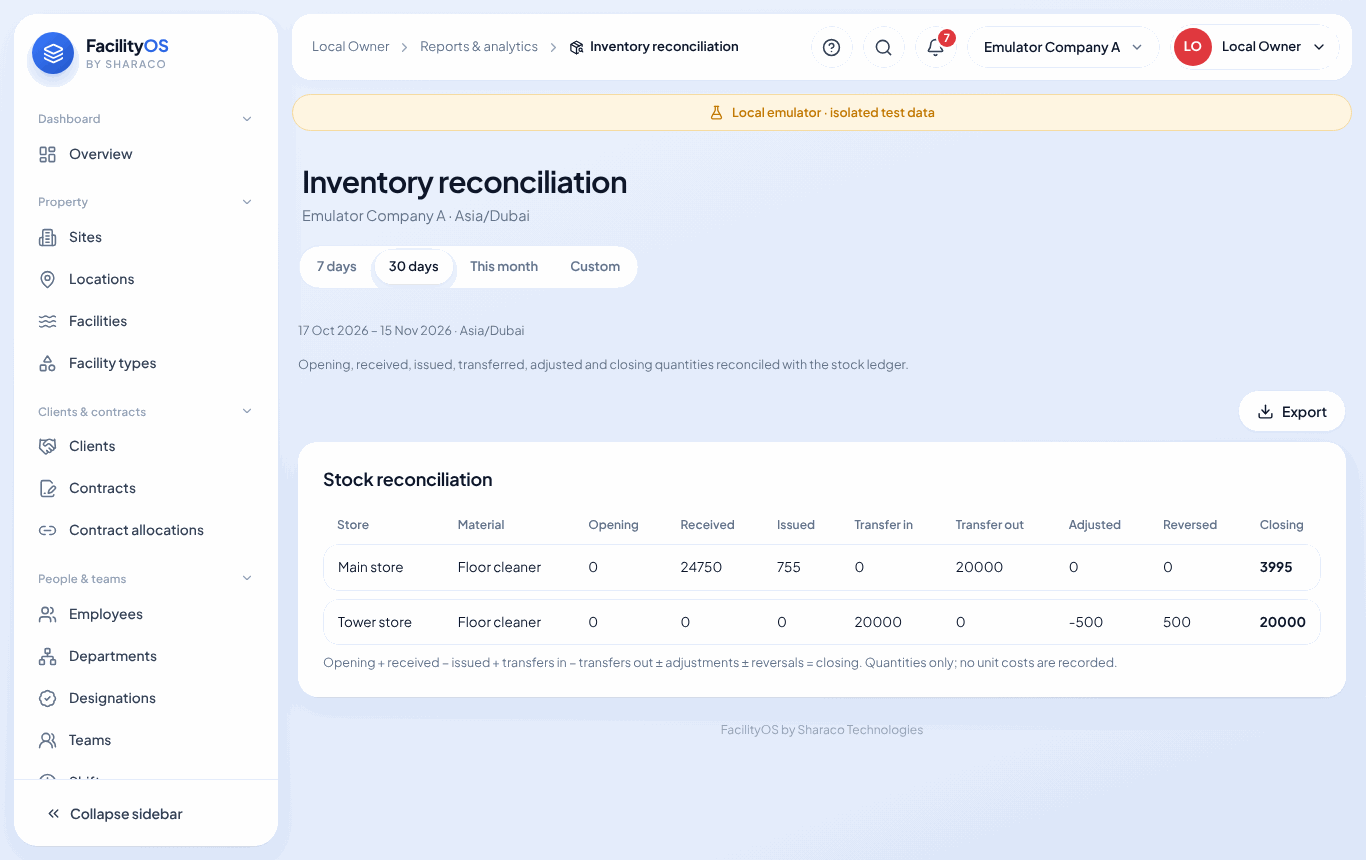 FacilityOS
BY SHARACO
Dashboard
Overview
Property
Sites
Locations
Facilities
Facility types
Clients & contracts
Clients
Contracts
Contract allocations
People & teams
Employees
Departments
Designations
Teams
Collapse sidebar
Local Owner > Reports & analytics > Inventory reconciliation
7
Emulator Company A
LO Local Owner
Local emulator · isolated test data
Inventory reconciliation
Emulator Company A · Asia/Dubai
7 days 30 days This month Custom
17 Oct 2026 – 15 Nov 2026 · Asia/Dubai
Opening, received, issued, transferred, adjusted and closing quantities reconciled with the stock ledger.
Export
Stock reconciliation
Store Material Opening Received Issued Transfer in Transfer out Adjusted Reversed Closing
Main store Floor cleaner 0 24750 755 0 20000 0 0 3995
Tower store Floor cleaner 0 0 0 20000 0 -500 500 20000
Opening + received − issued + transfers in − transfers out ± adjustments ± reversals = closing. Quantities only; no unit costs are recorded.
FacilityOS by Sharaco Technologies